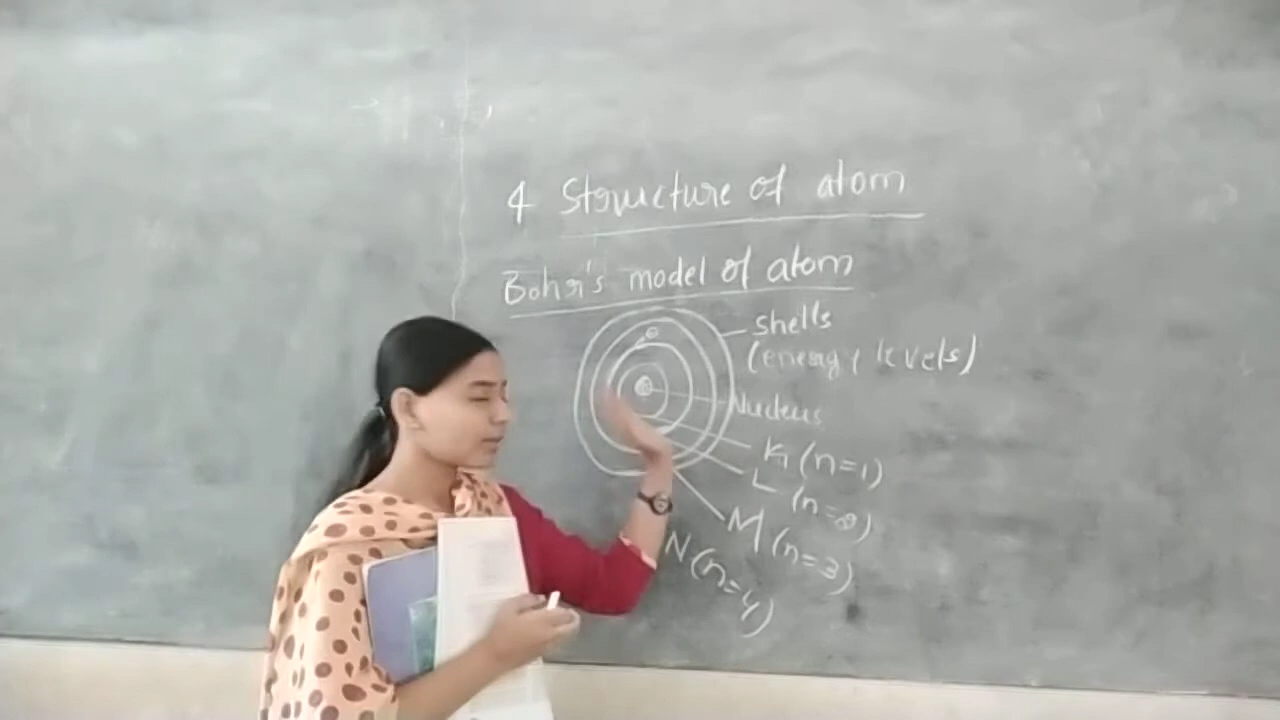 4 Structure of atom
Bohr's model of atom
shells
(energy levels)
Nucleus
K (n=1)
L (n=2)
M (n=3)
N (n=4)